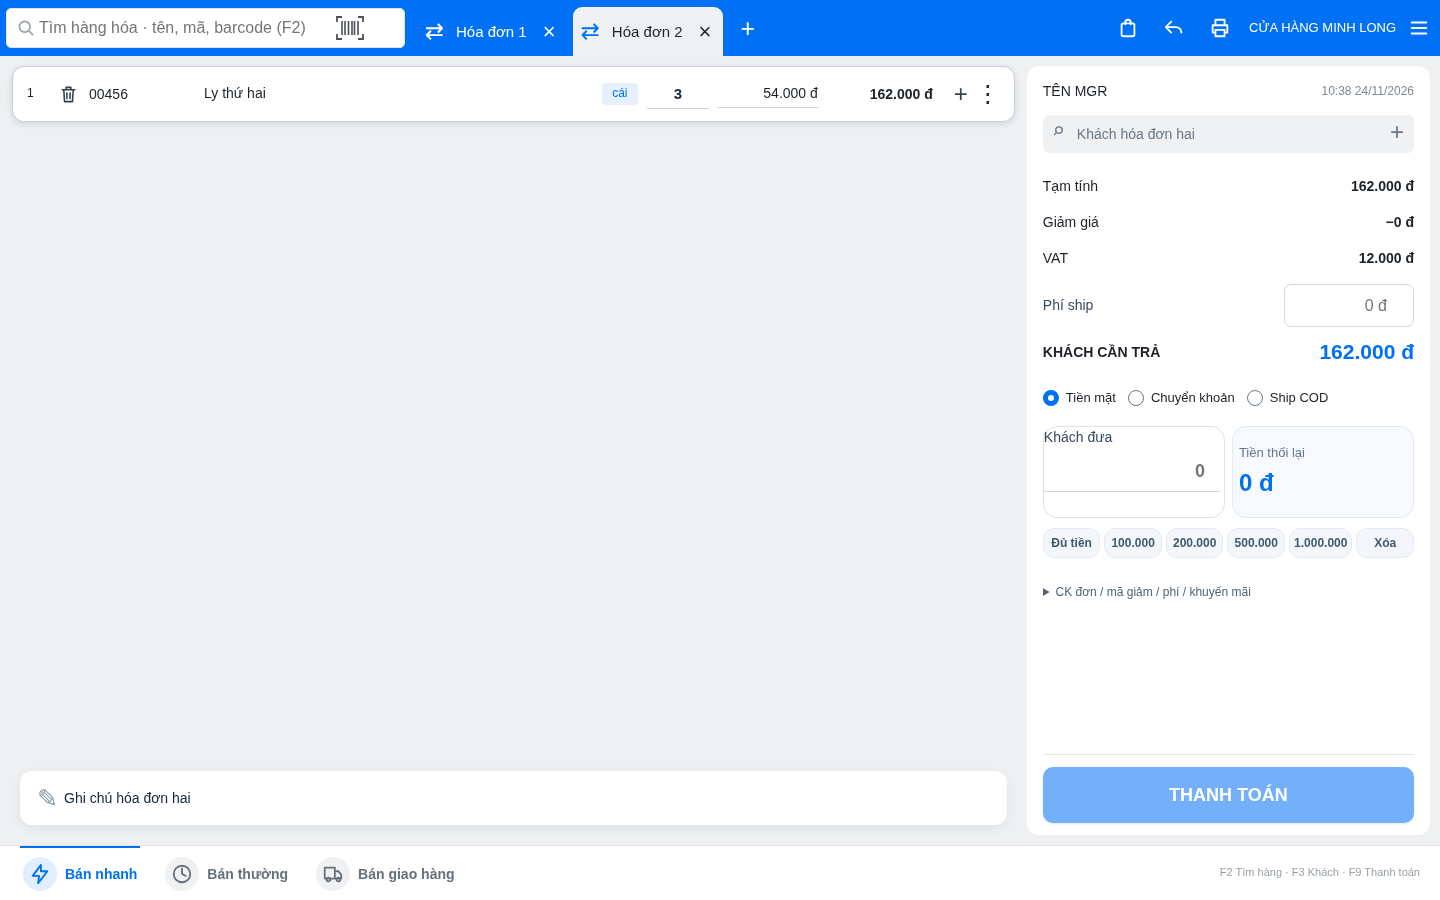 Tìm hàng hóa · tên, mã, barcode (F2)
Hóa đơn 1 ×
Hóa đơn 2 ×
+
CỬA HÀNG MINH LONG
1 00456 Ly thứ hai cái 3 54.000 đ 162.000 đ +
TÊN MGR 10:38 24/11/2026
Khách hóa đơn hai +
Tạm tính 162.000 đ
Giảm giá −0 đ
VAT 12.000 đ
Phí ship 0 đ
KHÁCH CẦN TRẢ 162.000 đ
Tiền mặt Chuyển khoản Ship COD
Khách đưa
0
Tiền thối lại
0 đ
Đủ tiền 100.000 200.000 500.000 1.000.000 Xóa
CK đơn / mã giảm / phí / khuyến mãi
Ghi chú hóa đơn hai
THANH TOÁN
Bán nhanh Bán thường Bán giao hàng
F2 Tìm hàng · F3 Khách · F9 Thanh toán